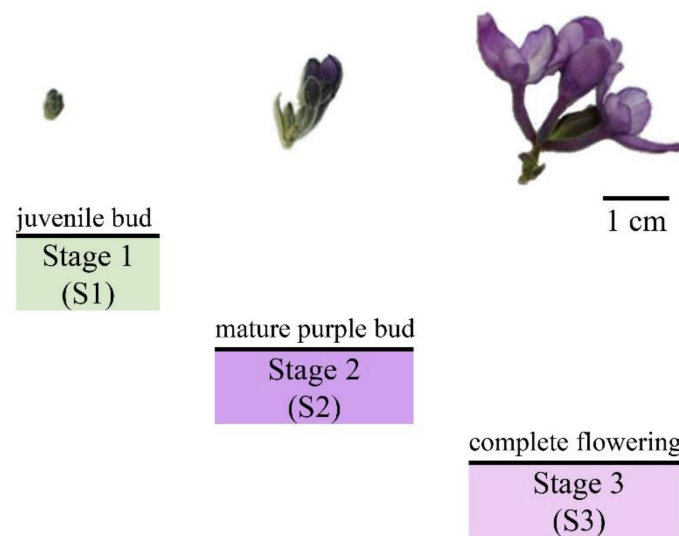 1 cm
juvenile bud
Stage 1
(S1)
mature purple bud
Stage 2
(S2)
complete flowering
Stage 3
(S3)